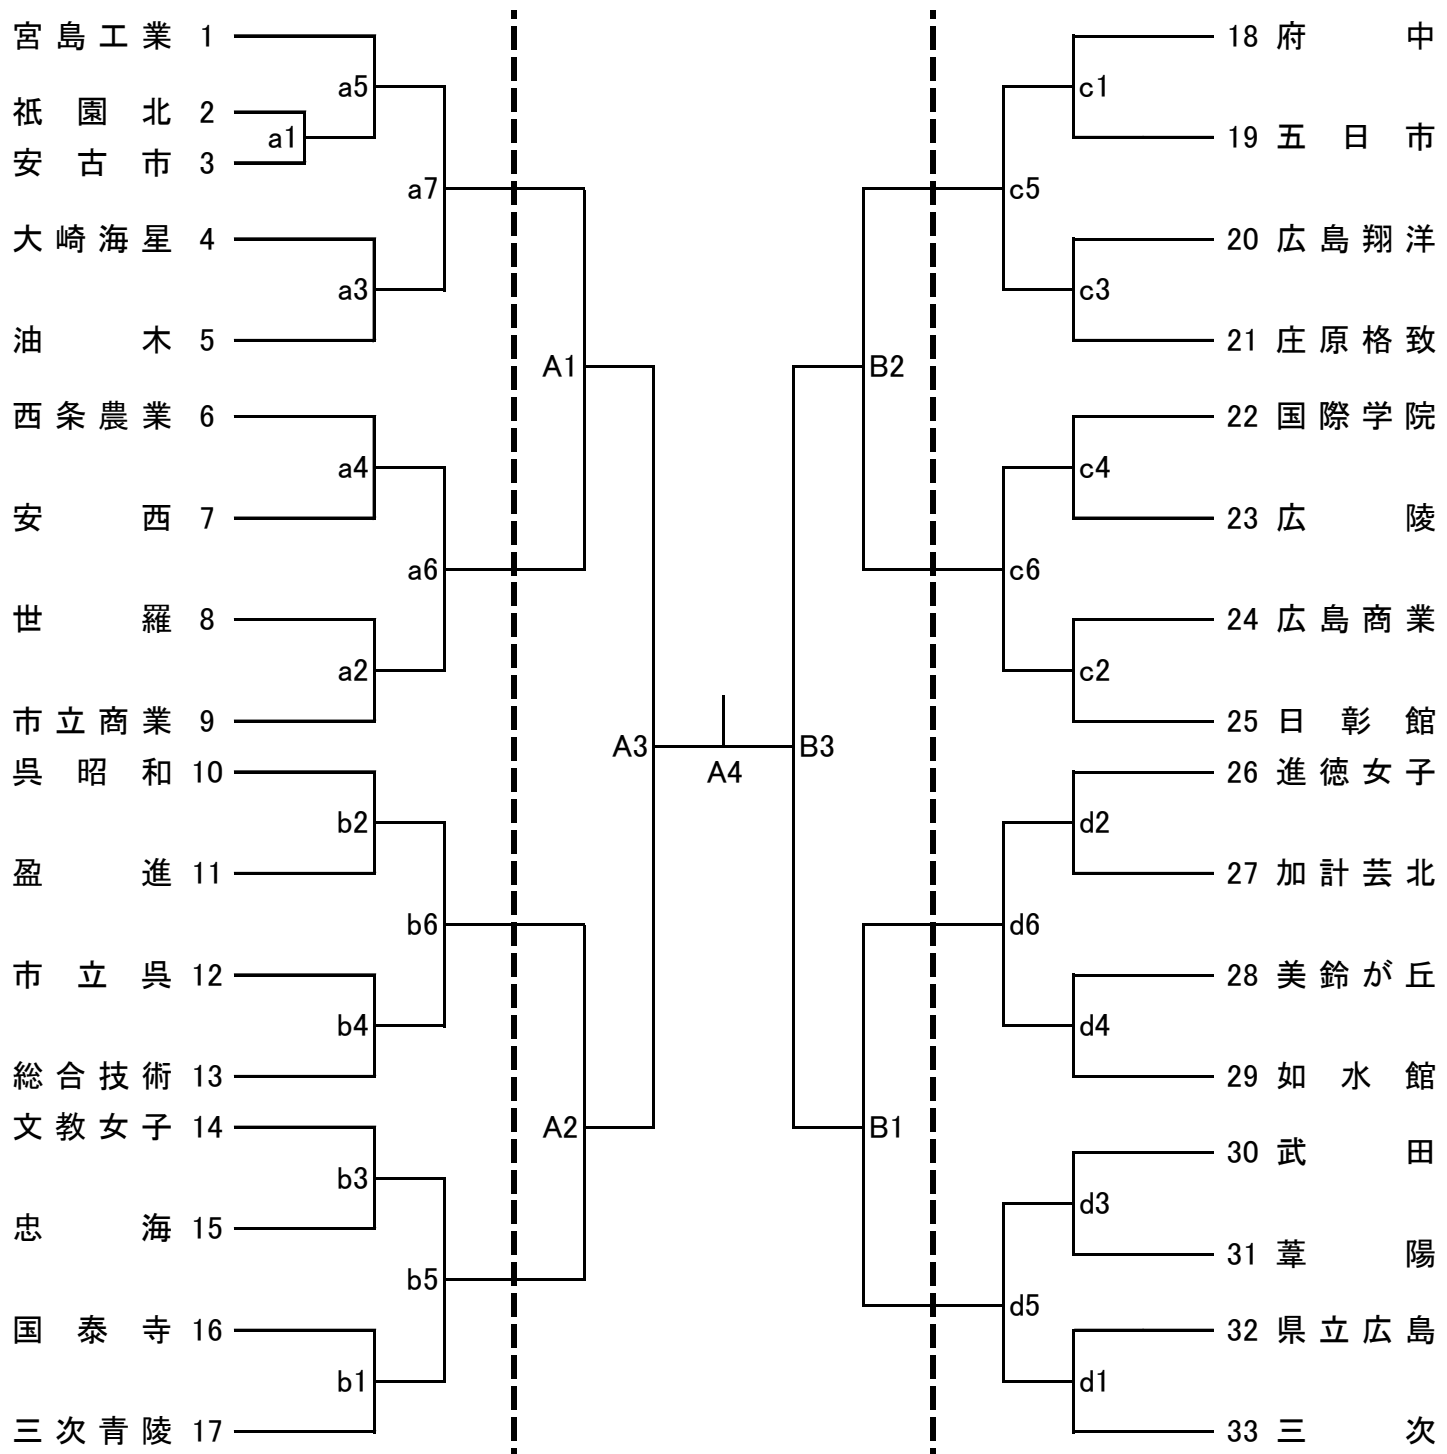 宮島工業 1
a5
祇園北 2
a1
安古市 3
a7
大崎海星 4
a3
油木 5
A1
西条農業 6
a4
安西 7
a6
世羅 8
a2
市立商業 9
A3
呉昭和 10
b2
盈進 11
b6
市立呉 12
b4
総合技術 13
文教女子 14
A2
b3
忠海 15
b5
国泰寺 16
b1
三次青陵 17
A4
18 府中
c1
19 五日市
c5
20 広島翔洋
c3
21 庄原格致
B2
22 国際学院
c4
23 広陵
c6
24 広島商業
c2
25 日彰館
B3
26 進徳女子
d2
27 加計芸北
d6
28 美鈴が丘
d4
29 如水館
B1
30 武田
d3
31 葦陽
d5
32 県立広島
d1
33 三次